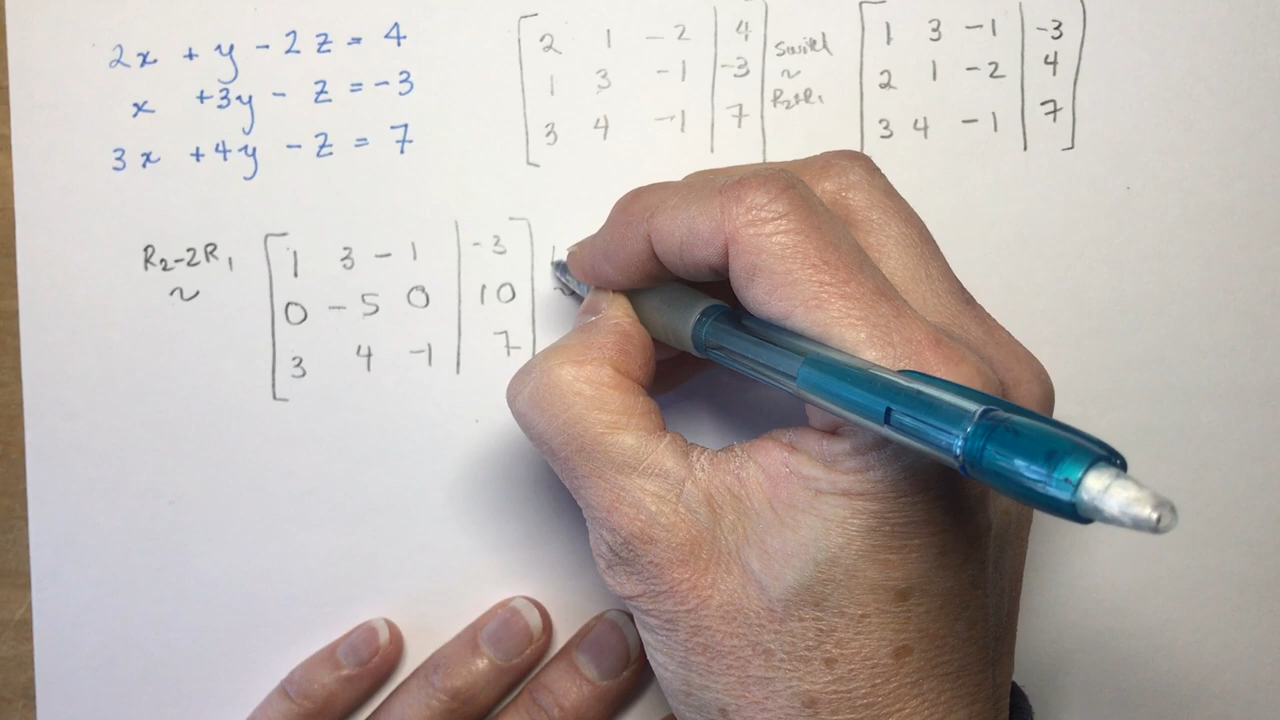 2x + y - 2z = 4
x + 3y - z = -3
3x + 4y - z = 7
2 1 -2 | 4
1 3 -1 | -3
3 4 -1 | 7
Switch
~
1 3 -1 | -3
2 1 -2 | 4
3 4 -1 | 7
R2-2R1
~
1 3 -1 | -3
0 -5 0 | 10
3 4 -1 | 7
~